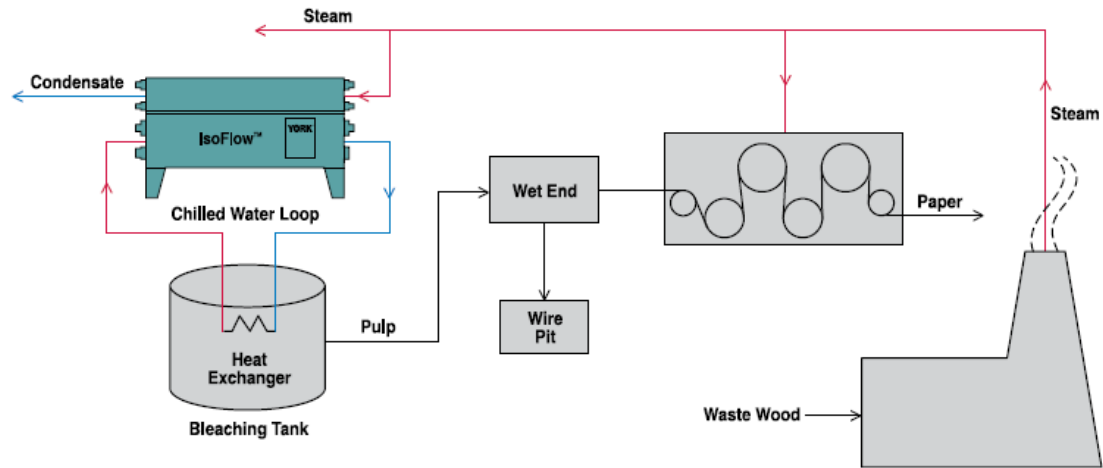 Steam
Condensate
IsoFlow™
YORK
Steam
Chilled Water Loop
Wet End
Paper
Pulp
Wire
Pit
Heat
Exchanger
Waste Wood
Bleaching Tank